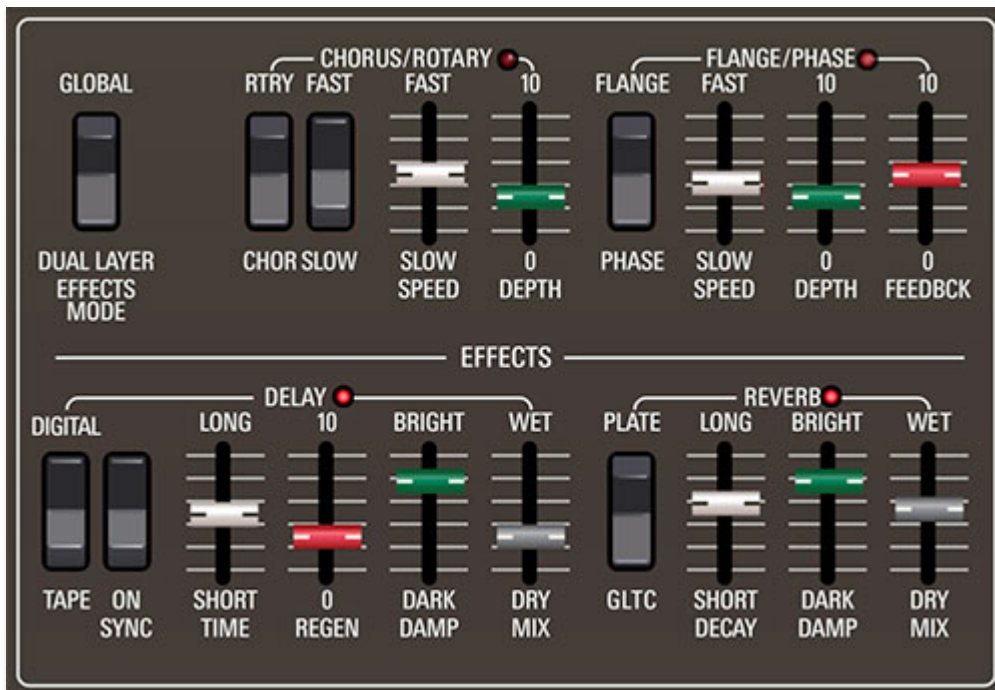 CHORUS/ROTARY FLANGE/PHASE
GLOBAL RTRY FAST FAST 10 FLANGE FAST 10 10
DUAL LAYER CHOR SLOW SLOW 0 PHASE SLOW 0 0
EFFECTS SPEED DEPTH SPEED DEPTH FEEDBCK
MODE
EFFECTS
DELAY REVERB
DIGITAL LONG 10 BRIGHT WET PLATE LONG BRIGHT WET
TAPE ON SHORT 0 DARK DRY GLTC SHORT DARK DRY
SYNC TIME REGEN DAMP MIX DECAY DAMP MIX